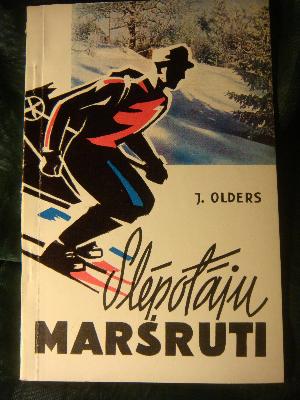 J. OLDERS
Slēpotāju
MARŠRUTI